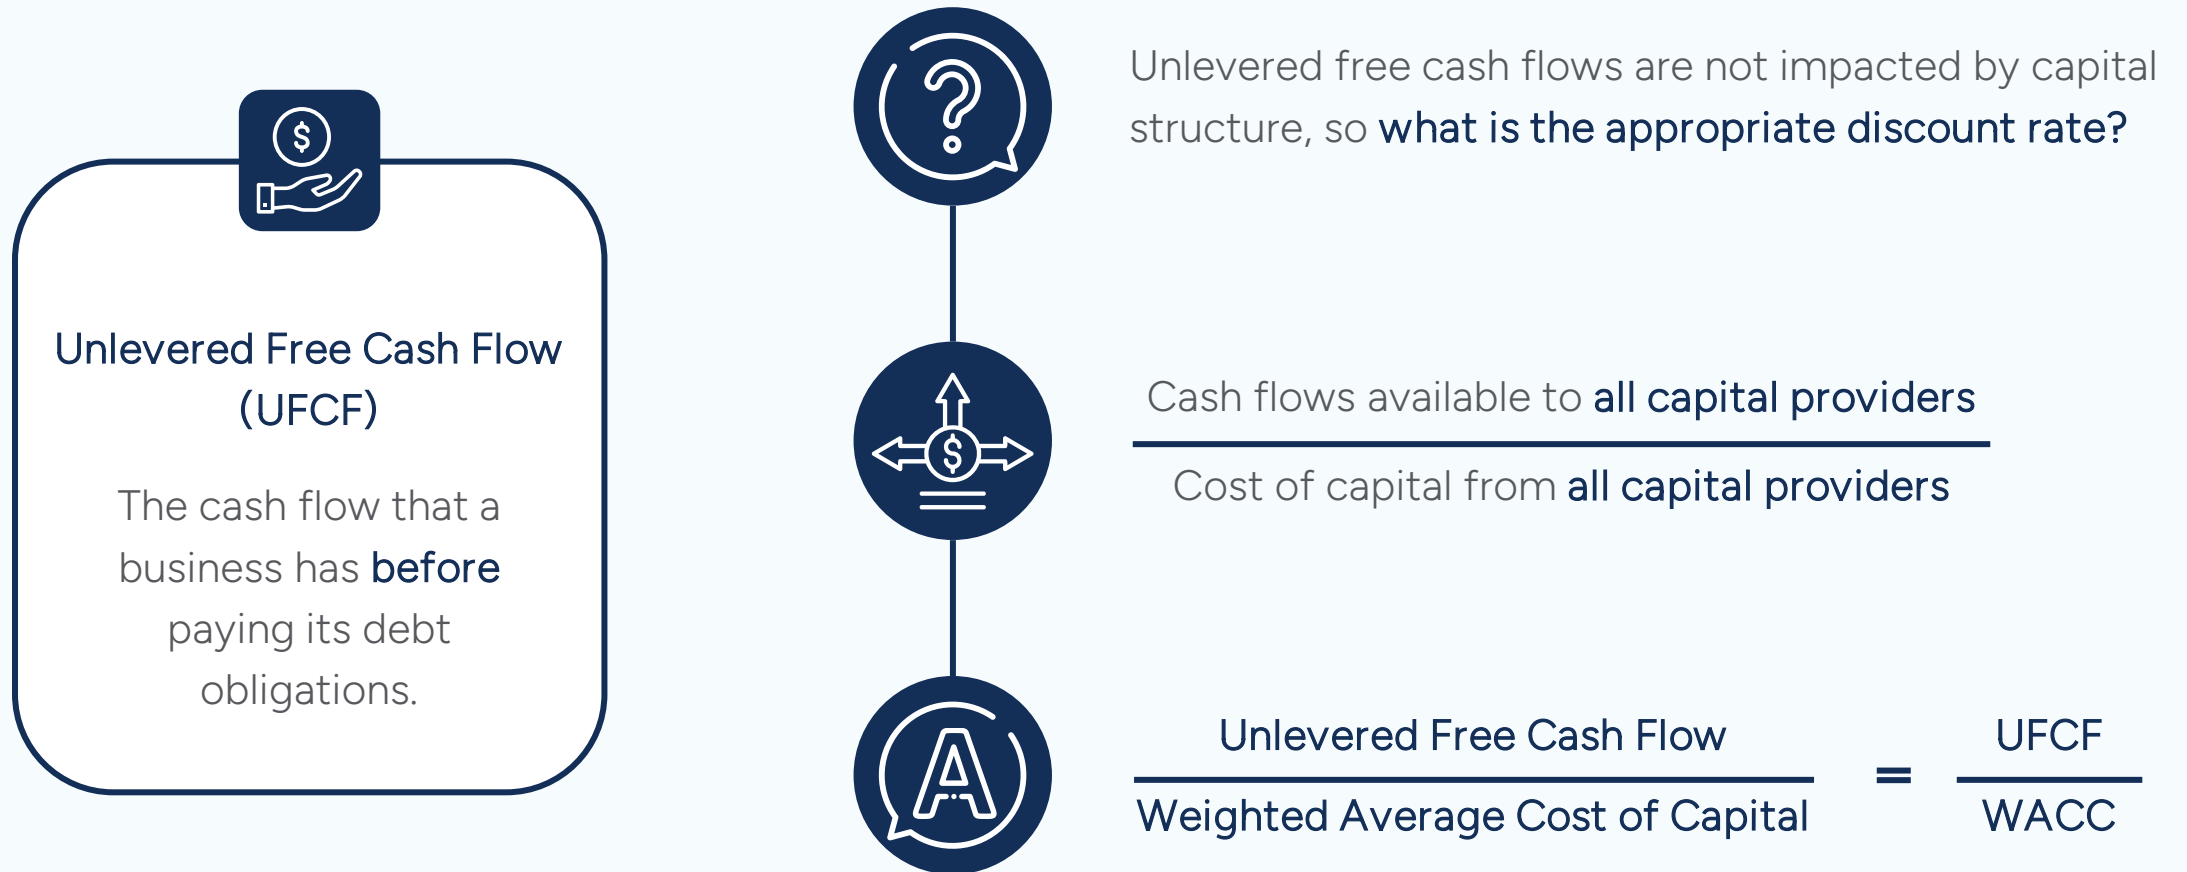 Unlevered Free Cash Flow
(UFCF)
The cash flow that a
business has before
paying its debt
obligations.
Unlevered free cash flows are not impacted by capital
structure, so what is the appropriate discount rate?
Cash flows available to all capital providers
Cost of capital from all capital providers
Unlevered Free Cash Flow
Weighted Average Cost of Capital
=
UFCF
WACC
$
?
$
A